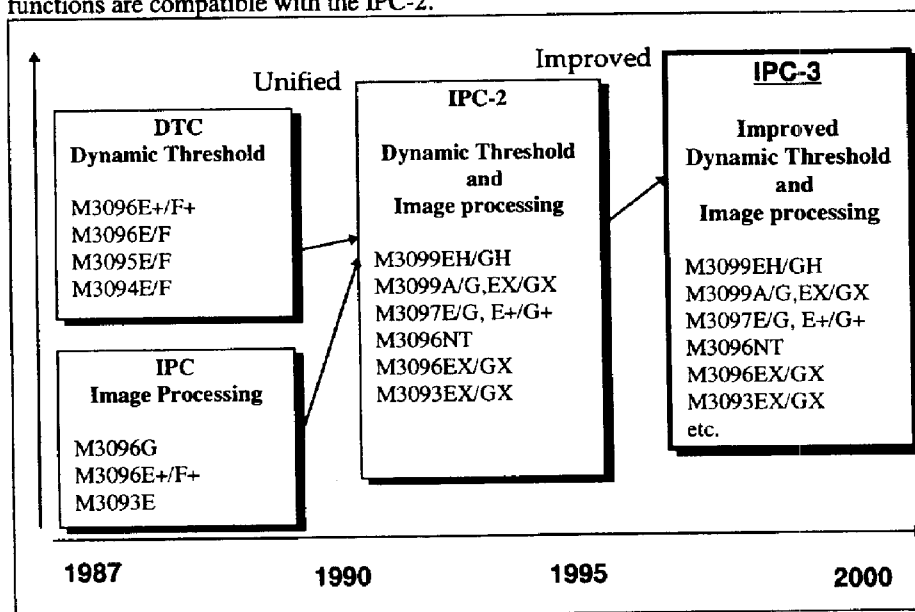 functions are compatible with the IPC-2.
Unified
Improved
DTC
Dynamic Threshold
M3096E+/F+
M3096E/F
M3095E/F
M3094E/F
IPC
Image Processing
M3096G
M3096E+/F+
M3093E
IPC-2
Dynamic Threshold
and
Image processing
M3099EH/GH
M3099A/G,EX/GX
M3097E/G, E+/G+
M3096NT
M3096EX/GX
M3093EX/GX
IPC-3
Improved
Dynamic Threshold
and
Image processing
M3099EH/GH
M3099A/G,EX/GX
M3097E/G, E+/G+
M3096NT
M3096EX/GX
M3093EX/GX
etc.
1987
1990
1995
2000